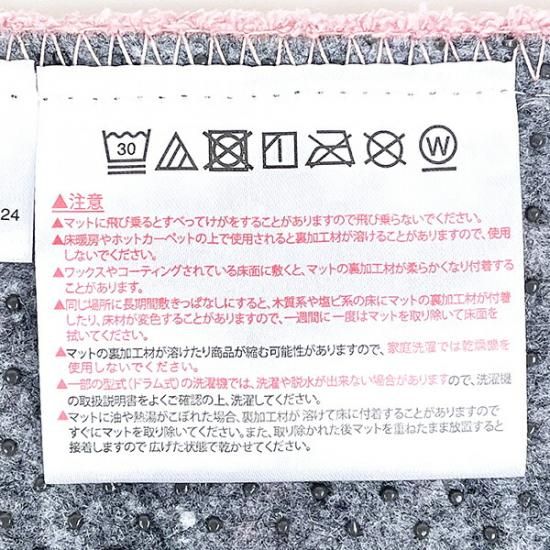 30
W
24
▲注意
▲マットに飛び乗るとすべってけがをすることがありますので飛び乗らないでください。
▲床暖房やホットカーペットの上で使用されると裏加工材が溶けることがありますので、使用
しないでください。
▲ワックスやコーティングされている床面に敷くと、マットの裏加工材が柔らかくなり付着する
ことがあります。
▲同じ場所に長期間敷きっぱなしにすると、木質系や塩ビ系の床にマットの裏加工材が付着
したり、床材が変色することがありますので、一週間に一度はマットを取り除いて床面を
拭いてください。
▲マットの裏加工材が溶けたり商品が縮む可能性がありますので、家庭洗濯では乾燥機を
使用しないでください。
▲一部の型式(ドラム式)の洗濯機では、洗濯や脱水が出来ない場合がありますので、洗濯機
の取扱説明書をよくご確認の上、洗濯してください。
▲マットに油や熱湯がこぼれた場合、裏加工材が溶けて床に付着することがありますので
すぐにマットを取り除いてください。また、取り除かれた後マットを重ねたまま放置すると
接着しますので広げた状態で乾かせてください。